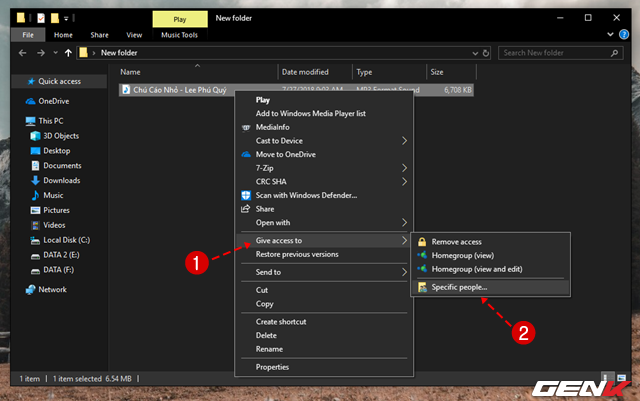 Play
New folder
File
Home
Share
View
Music Tools
New folder
Search New folder
Name
Date modified
Type
Size
Quick access
OneDrive
This PC
3D Objects
Desktop
Documents
Downloads
Music
Pictures
Videos
Local Disk (C:)
DATA 2 (E:)
DATA (F:)
Network
Chú Cáo Nhỏ - Lee Phú Quý
7/27/2018 9:03 AM
MP3 Format Sound
6,708 KB
Play
Add to Windows Media Player list
MediaInfo
Cast to Device
Move to OneDrive
7-Zip
CRC SHA
Scan with Windows Defender...
Share
Open with
Give access to
Restore previous versions
Send to
Cut
Copy
Create shortcut
Delete
Rename
Properties
Remove access
Homegroup (view)
Homegroup (view and edit)
Specific people...
1
2
1 item
1 item selected
6.54 MB
GENK